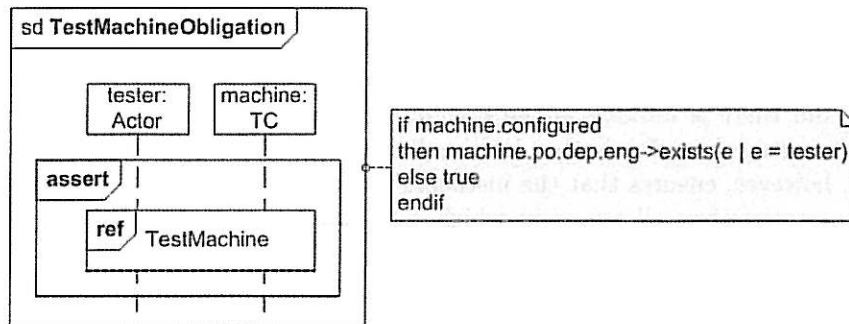 sd TestMachineObligation
tester:
Actor
machine:
TC
assert
ref
TestMachine
if machine.configured
then machine.po.dep.eng->exists(e | e = tester)
else true
endif